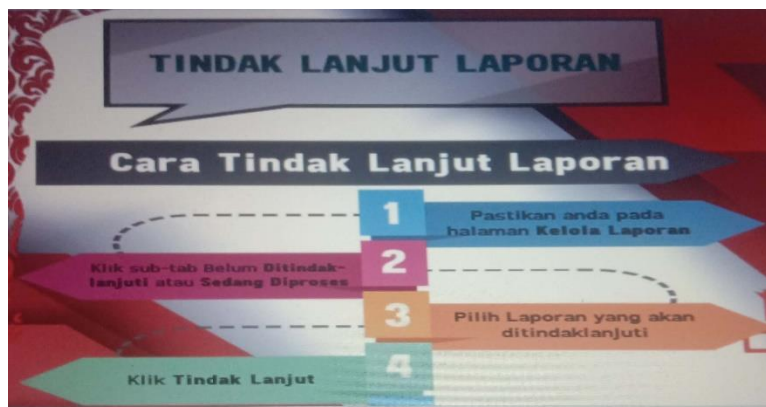 TINDAK LANJUT LAPORAN
Cara Tindak Lanjut Laporan
1
Pastikan anda pada
halaman Kelola Laporan
2
Klik sub-tab Belum Ditindak-
lanjuti atau Sedang Diproses
3
Pilih Laporan yang akan
ditindaklanjuti
4
Klik Tindak Lanjut